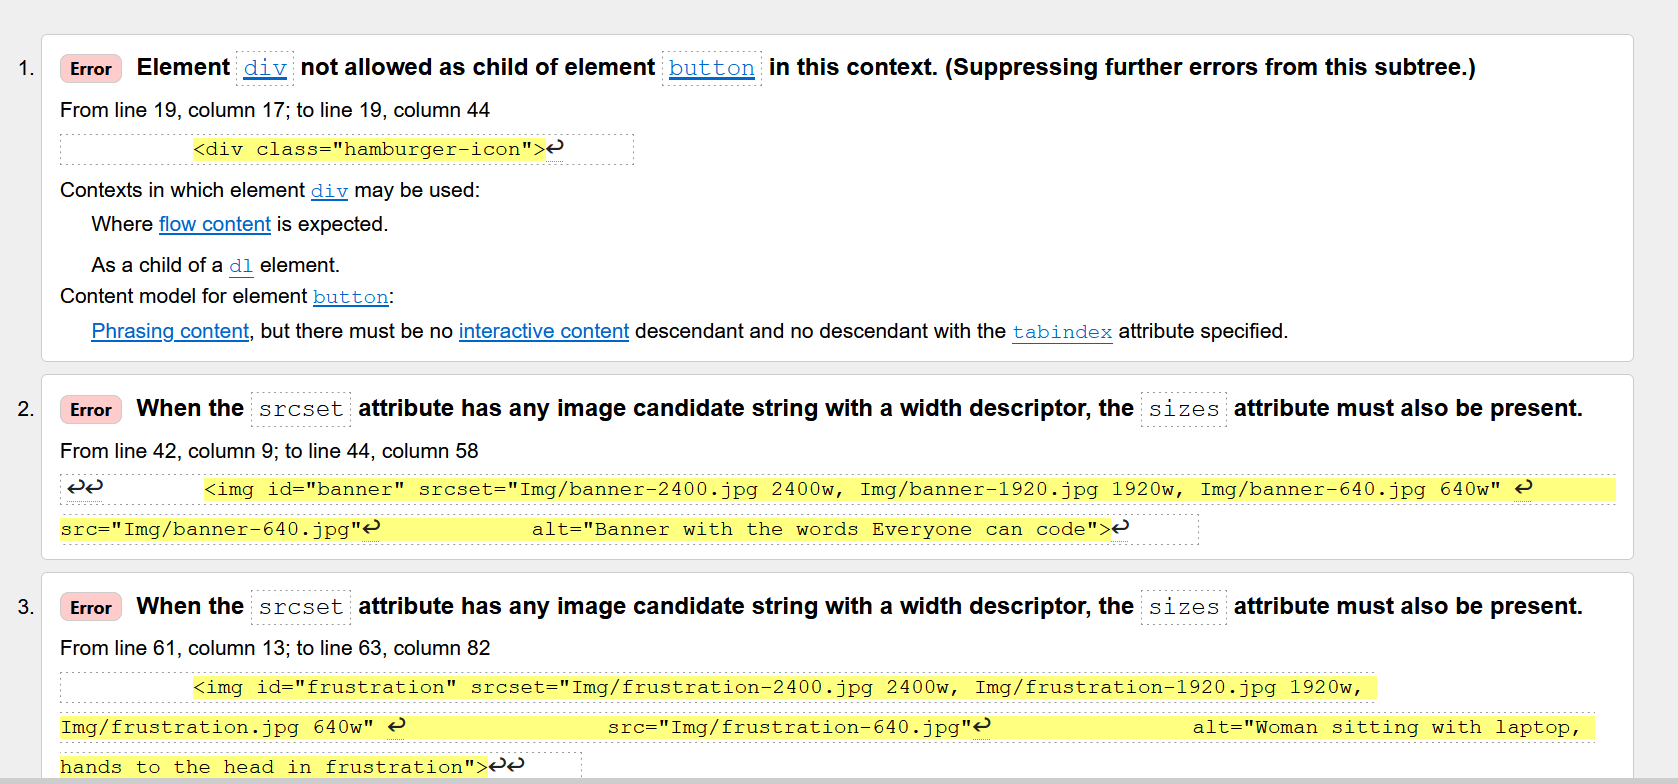 1. Error Element div not allowed as child of element button in this context. (Suppressing further errors from this subtree.)
From line 19, column 17; to line 19, column 44
<div class="hamburger-icon">↩
Contexts in which element div may be used:
Where flow content is expected.
As a child of a dl element.
Content model for element button:
Phrasing content, but there must be no interactive content descendant and no descendant with the tabindex attribute specified.
2. Error When the srcset attribute has any image candidate string with a width descriptor, the sizes attribute must also be present.
From line 42, column 9; to line 44, column 58
↩↩ <img id="banner" srcset="Img/banner-2400.jpg 2400w, Img/banner-1920.jpg 1920w, Img/banner-640.jpg 640w" ↩
src="Img/banner-640.jpg"↩ alt="Banner with the words Everyone can code">↩
3. Error When the srcset attribute has any image candidate string with a width descriptor, the sizes attribute must also be present.
From line 61, column 13; to line 63, column 82
<img id="frustration" srcset="Img/frustration-2400.jpg 2400w, Img/frustration-1920.jpg 1920w,
Img/frustration.jpg 640w" ↩ src="Img/frustration-640.jpg"↩ alt="Woman sitting with laptop,
hands to the head in frustration">↩↩